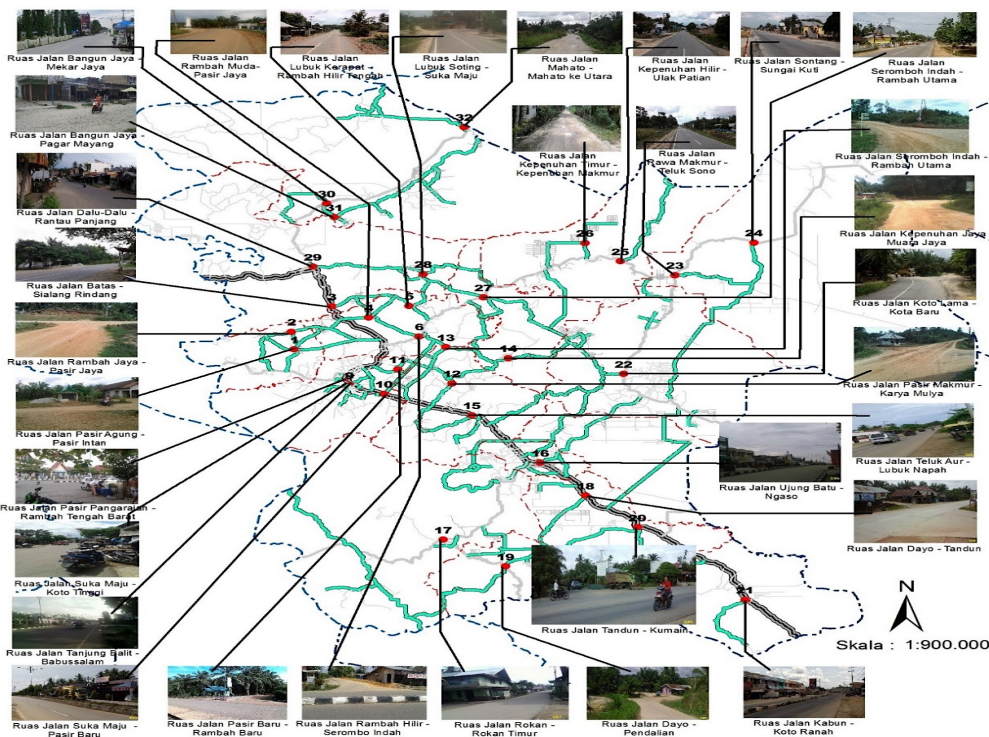 Ruas Jalan Bangun Jaya -
Mekar Jaya
Ruas Jalan
Rambah Muda-
Pasir Jaya
Ruas Jalan
Lubuk Kerapet -
Rambah Hilir Tengah
Ruas Jalan
Lubuk Soting -
Suka Maju
Ruas Jalan
Mahato -
Mahato ke Utara
Ruas Jalan
Kepenuhan Hilir -
Ulak Patian
Ruas Jalan Sontang -
Sungai Kuti
Ruas Jalan
Seromboh Indah -
Rambah Utama
Ruas Jalan Bangun Jaya -
Pagar Mayang
Ruas Jalan
Kepenuhan Timur -
Kepenuhan Makmur
Ruas Jalan
Rawa Makmur -
Teluk Sono
Ruas Jalan Seromboh Indah -
Rambah Utama
Ruas Jalan Dalu-Dalu -
Rantau Panjang
Ruas Jalan Kepenuhan Jaya
Muara Jaya
Ruas Jalan Batas -
Sialang Rindang
Ruas Jalan Koto Lama -
Kota Baru
Ruas Jalan Rambah Jaya -
Pasir Jaya
Ruas Jalan Pasir Makmur -
Karya Mulya
Ruas Jalan Pasir Agung -
Pasir Intan
Ruas Jalan Teluk Aur -
Lubuk Napah
Ruas Jalan Ujung Batu -
Ngaso
Ruas Jalan Pasir Pangaraian -
Rambah Tengah Barat
Ruas Jalan Dayo - Tandun
Ruas Jalan Suka Maju -
Koto Tinggi
Ruas Jalan Tandun - Kumain
Ruas Jalan Tanjung Balit -
Babussalam
Ruas Jalan Suka Maju -
Pasir Baru
Ruas Jalan Pasir Baru -
Rambah Baru
Ruas Jalan Rambah Hilir -
Serombo Indah
Ruas Jalan Rokan -
Rokan Timur
Ruas Jalan Dayo -
Pendalian
Ruas Jalan Kabun -
Koto Ranah
N
Skala : 1:900.000
32
30
31
29
28
27
26
25
24
23
3
4
5
2
1
6
13
14
11
12
22
10
15
16
18
17
19
20
21